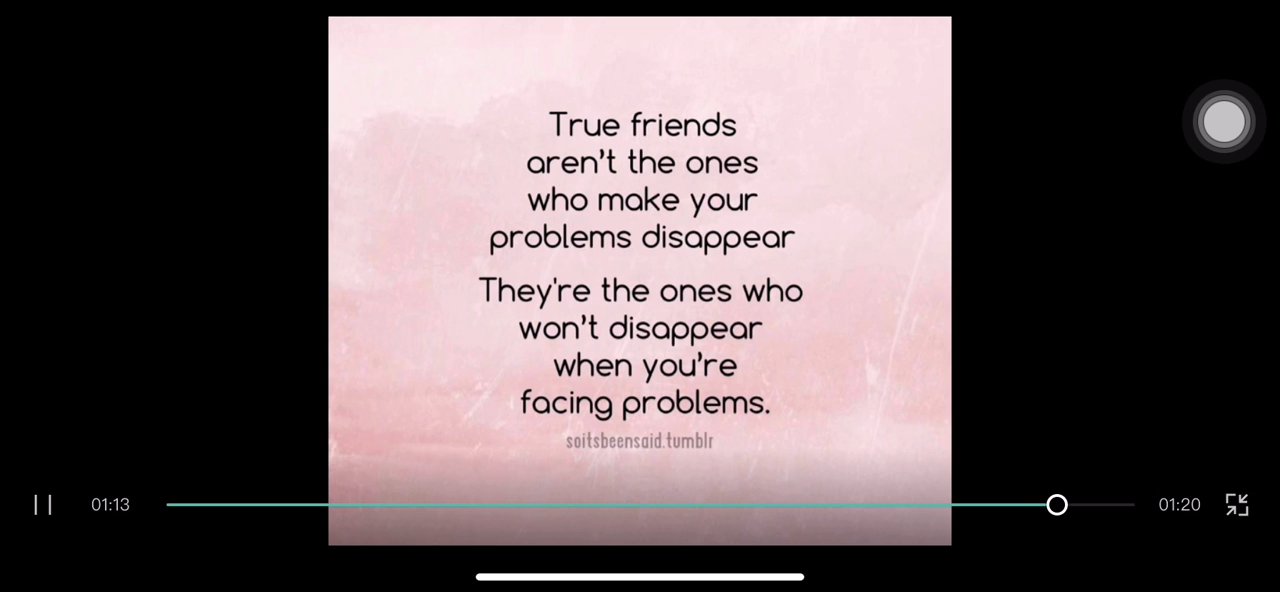 True friends
aren’t the ones
who make your
problems disappear
They're the ones who
won’t disappear
when you’re
facing problems.
soitsbeensaid.tumblr
01:13
01:20